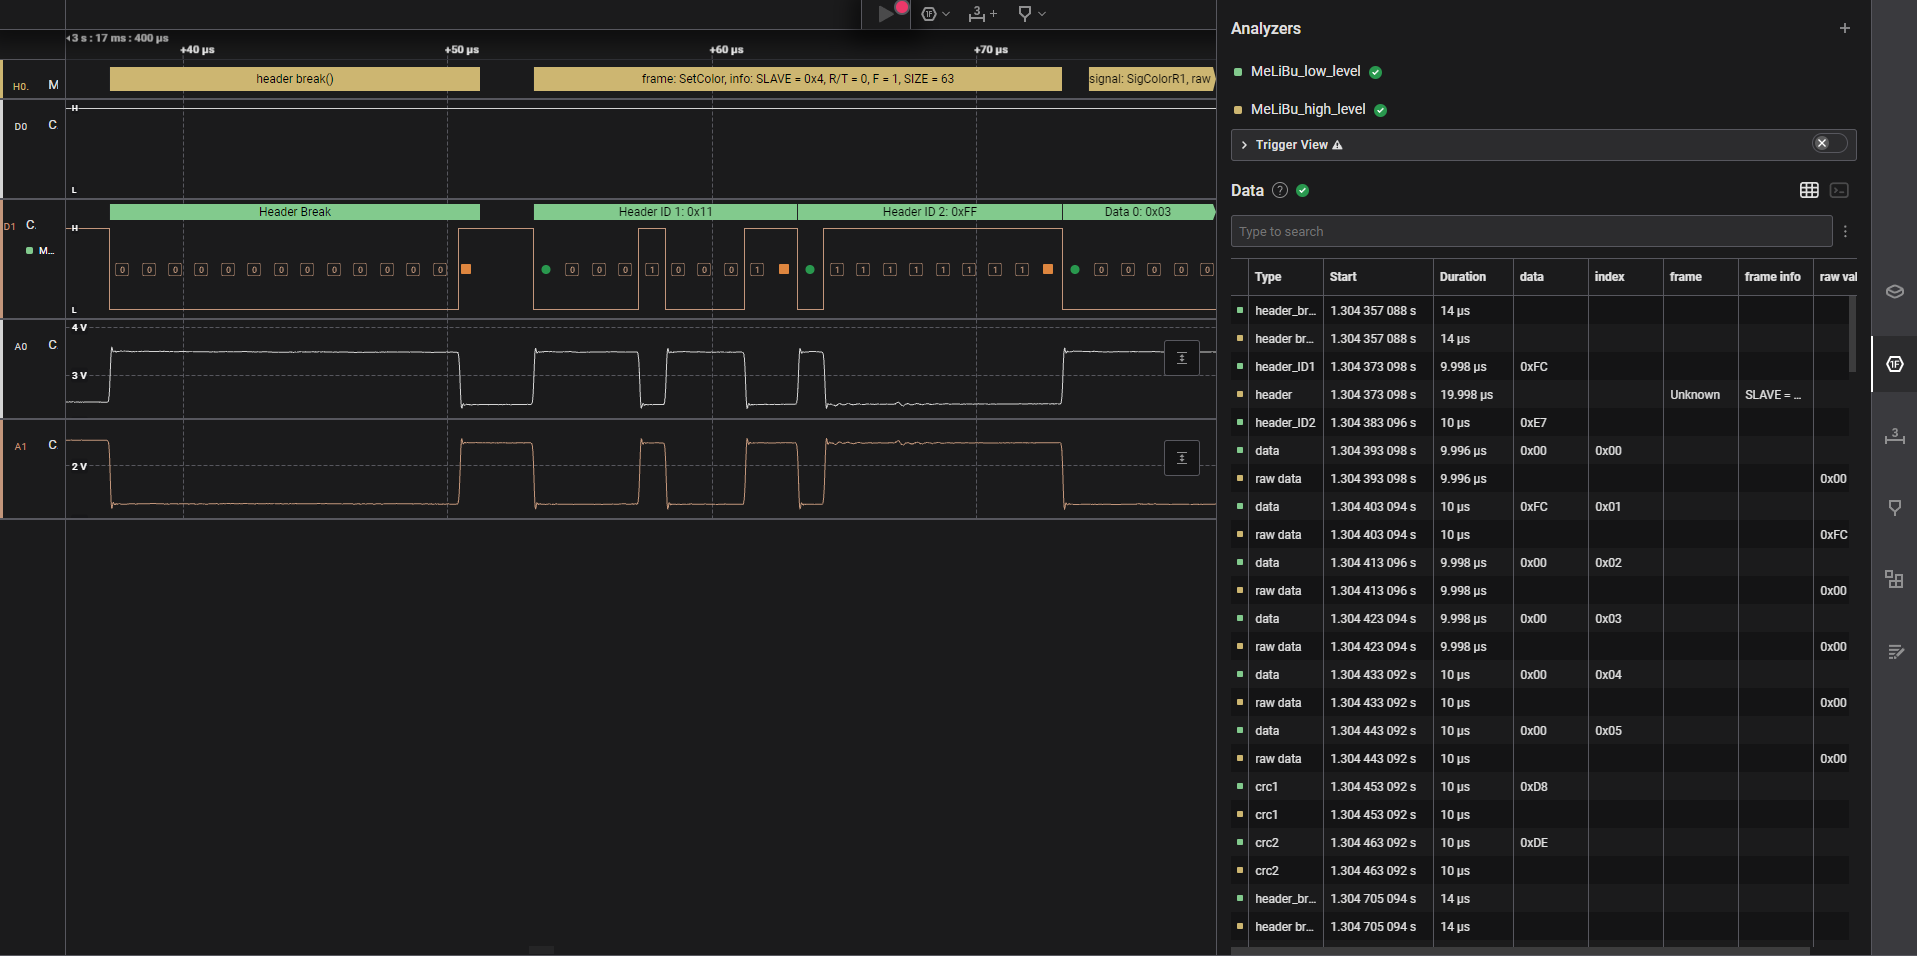 3 s : 17 ms : 400 µs
+40 µs +50 µs +60 µs +70 µs
H0. M header break() frame: SetColor, info: SLAVE = 0x4, R/T = 0, F = 1, SIZE = 63 signal: SigColorR1, raw
H
D0 C
L
Header Break Header ID 1: 0x11 Header ID 2: 0xFF Data 0: 0x03
D1 C
H
M...
0 0 0 0 0 0 0 0 0 0 0 0 0 0 0 0 1 0 0 0 1 1 1 1 1 1 1 1 1 0 0 0 0 0
L
4 V
A0 C
3 V
A1 C
2 V
1F 3 +
Analyzers +
MeLiBu_low_level
MeLiBu_high_level
Trigger View
Data ?
Type to search
Type Start Duration data index frame frame info raw val
header_br... 1.304 357 088 s 14 µs
header br... 1.304 357 088 s 14 µs
header_ID1 1.304 373 098 s 9.998 µs 0xFC
header 1.304 373 098 s 19.998 µs Unknown SLAVE = ...
header_ID2 1.304 383 096 s 10 µs 0xE7
data 1.304 393 098 s 9.996 µs 0x00 0x00
raw data 1.304 393 098 s 9.996 µs 0x00
data 1.304 403 094 s 10 µs 0xFC 0x01
raw data 1.304 403 094 s 10 µs 0xFC
data 1.304 413 096 s 9.998 µs 0x00 0x02
raw data 1.304 413 096 s 9.998 µs 0x00
data 1.304 423 094 s 9.998 µs 0x00 0x03
raw data 1.304 423 094 s 9.998 µs 0x00
data 1.304 433 092 s 10 µs 0x00 0x04
raw data 1.304 433 092 s 10 µs 0x00
data 1.304 443 092 s 10 µs 0x00 0x05
raw data 1.304 443 092 s 10 µs 0x00
crc1 1.304 453 092 s 10 µs 0xD8
crc1 1.304 453 092 s 10 µs
crc2 1.304 463 092 s 10 µs 0xDE
crc2 1.304 463 092 s 10 µs
header_br... 1.304 705 094 s 14 µs
header br... 1.304 705 094 s 14 µs
1F
3